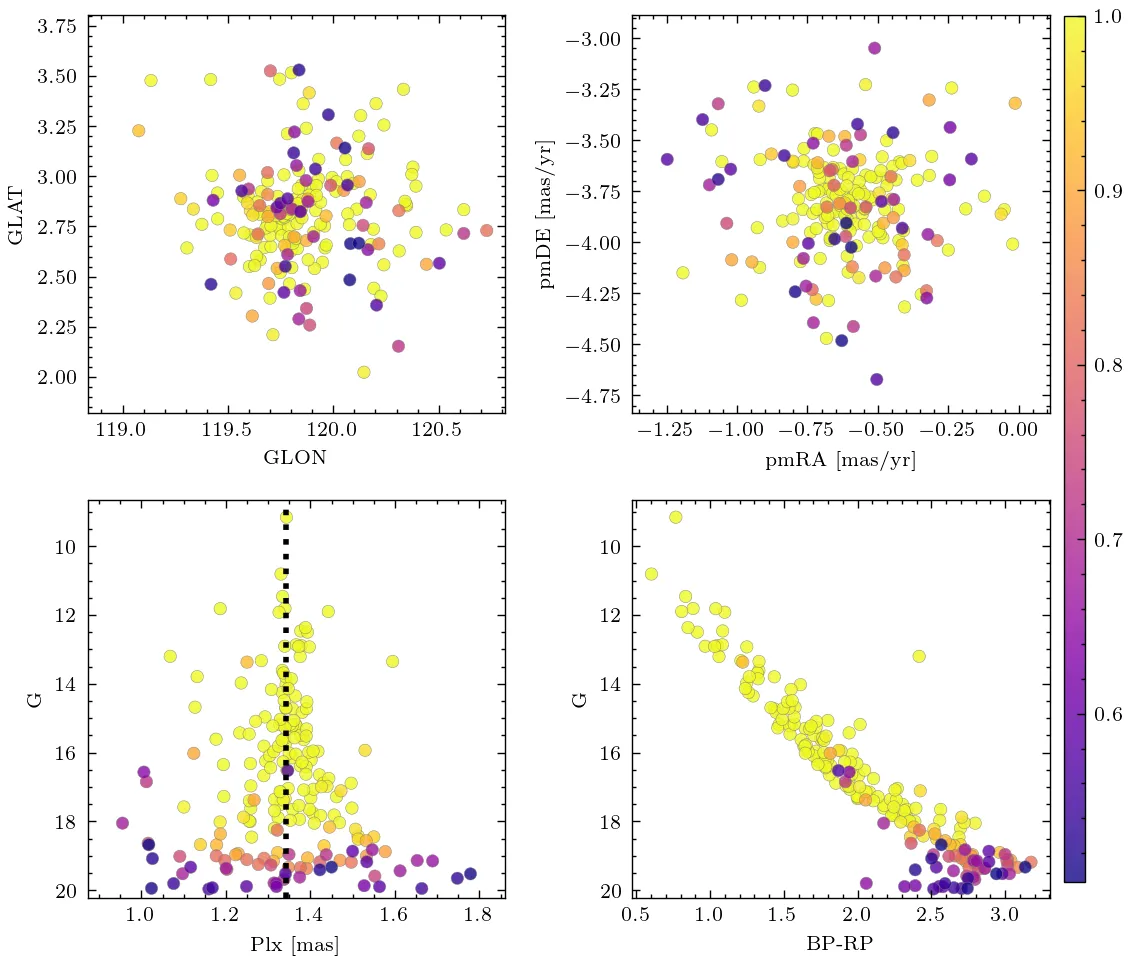 3.75
3.50
3.25
3.00
2.75
2.50
2.25
2.00
GLAT
119.0 119.5 120.0 120.5
GLON
−3.00
−3.25
−3.50
−3.75
−4.00
−4.25
−4.50
−4.75
pmDE [mas/yr]
−1.25 −1.00 −0.75 −0.50 −0.25 0.00
pmRA [mas/yr]
1.0
0.9
0.8
0.7
0.6
10
12
14
16
18
20
G
1.0 1.2 1.4 1.6 1.8
Plx [mas]
10
12
14
16
18
20
G
0.5 1.0 1.5 2.0 2.5 3.0
BP-RP